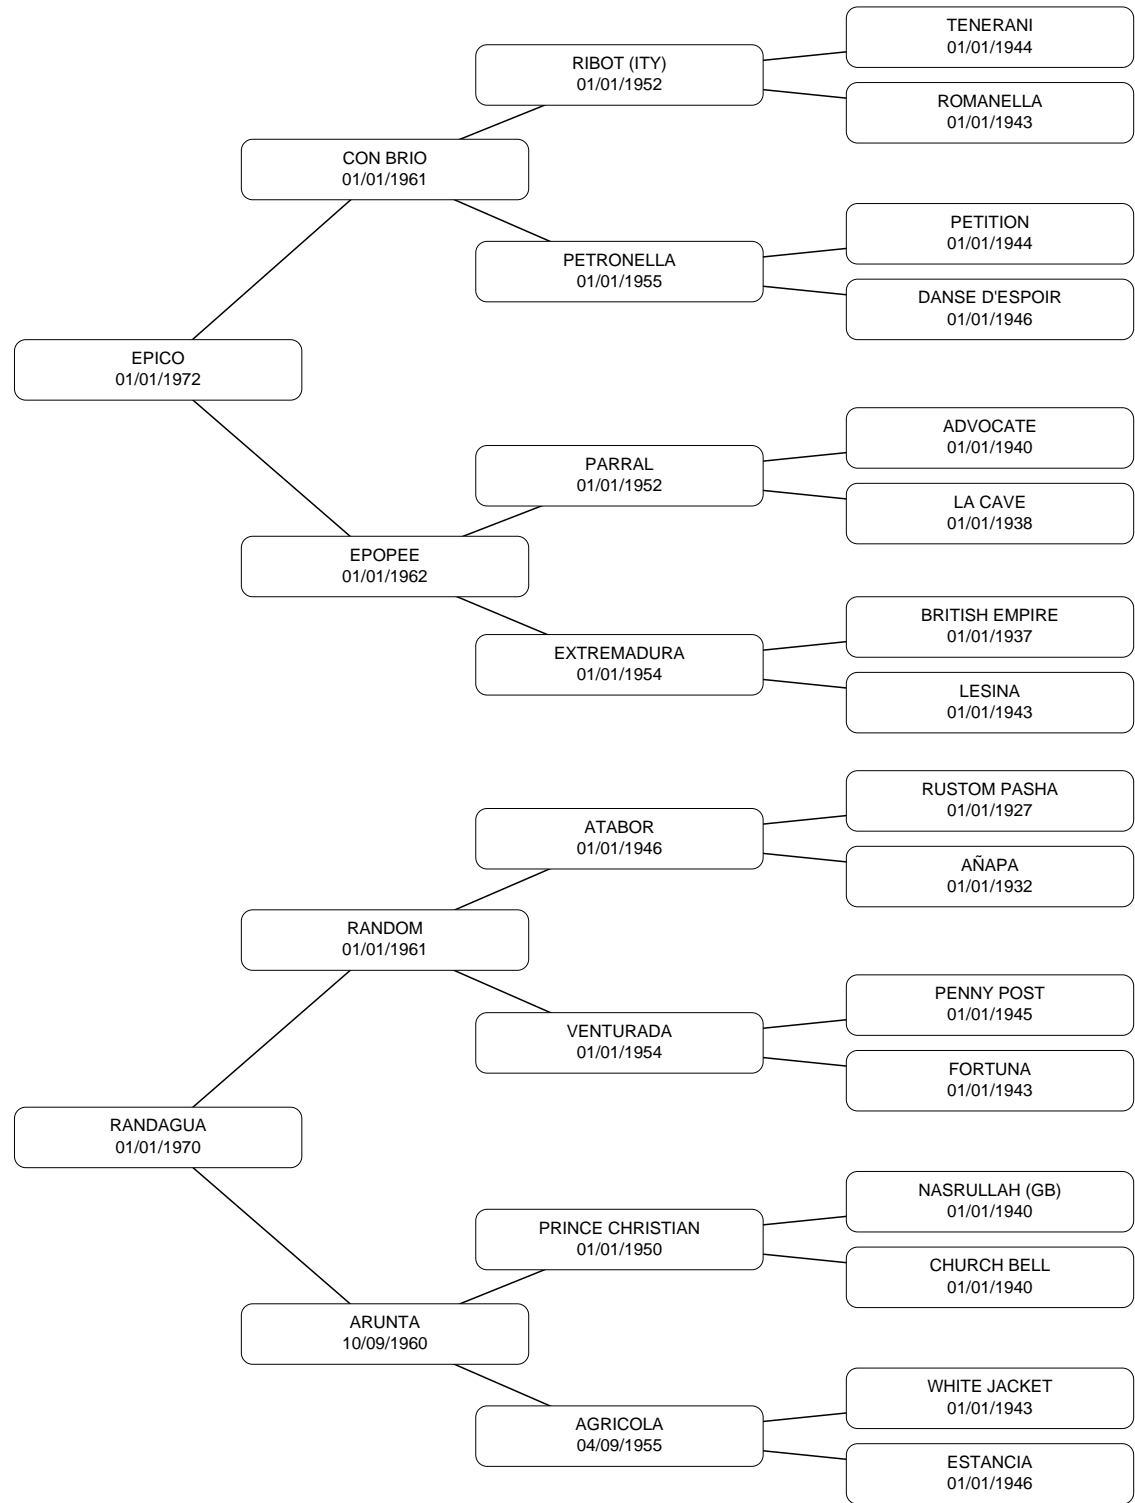 TENERANI
01/01/1944
RIBOT (ITY)
01/01/1952
ROMANELLA
01/01/1943
CON BRIO
01/01/1961
PETITION
01/01/1944
PETRONELLA
01/01/1955
DANSE D'ESPOIR
01/01/1946
EPICO
01/01/1972
ADVOCATE
01/01/1940
PARRAL
01/01/1952
LA CAVE
01/01/1938
EPOPEE
01/01/1962
BRITISH EMPIRE
01/01/1937
EXTREMADURA
01/01/1954
LESINA
01/01/1943
RUSTOM PASHA
01/01/1927
ATABOR
01/01/1946
AÑAPA
01/01/1932
RANDOM
01/01/1961
PENNY POST
01/01/1945
VENTURADA
01/01/1954
FORTUNA
01/01/1943
RANDAGUA
01/01/1970
NASRULLAH (GB)
01/01/1940
PRINCE CHRISTIAN
01/01/1950
CHURCH BELL
01/01/1940
ARUNTA
10/09/1960
WHITE JACKET
01/01/1943
AGRICOLA
04/09/1955
ESTANCIA
01/01/1946